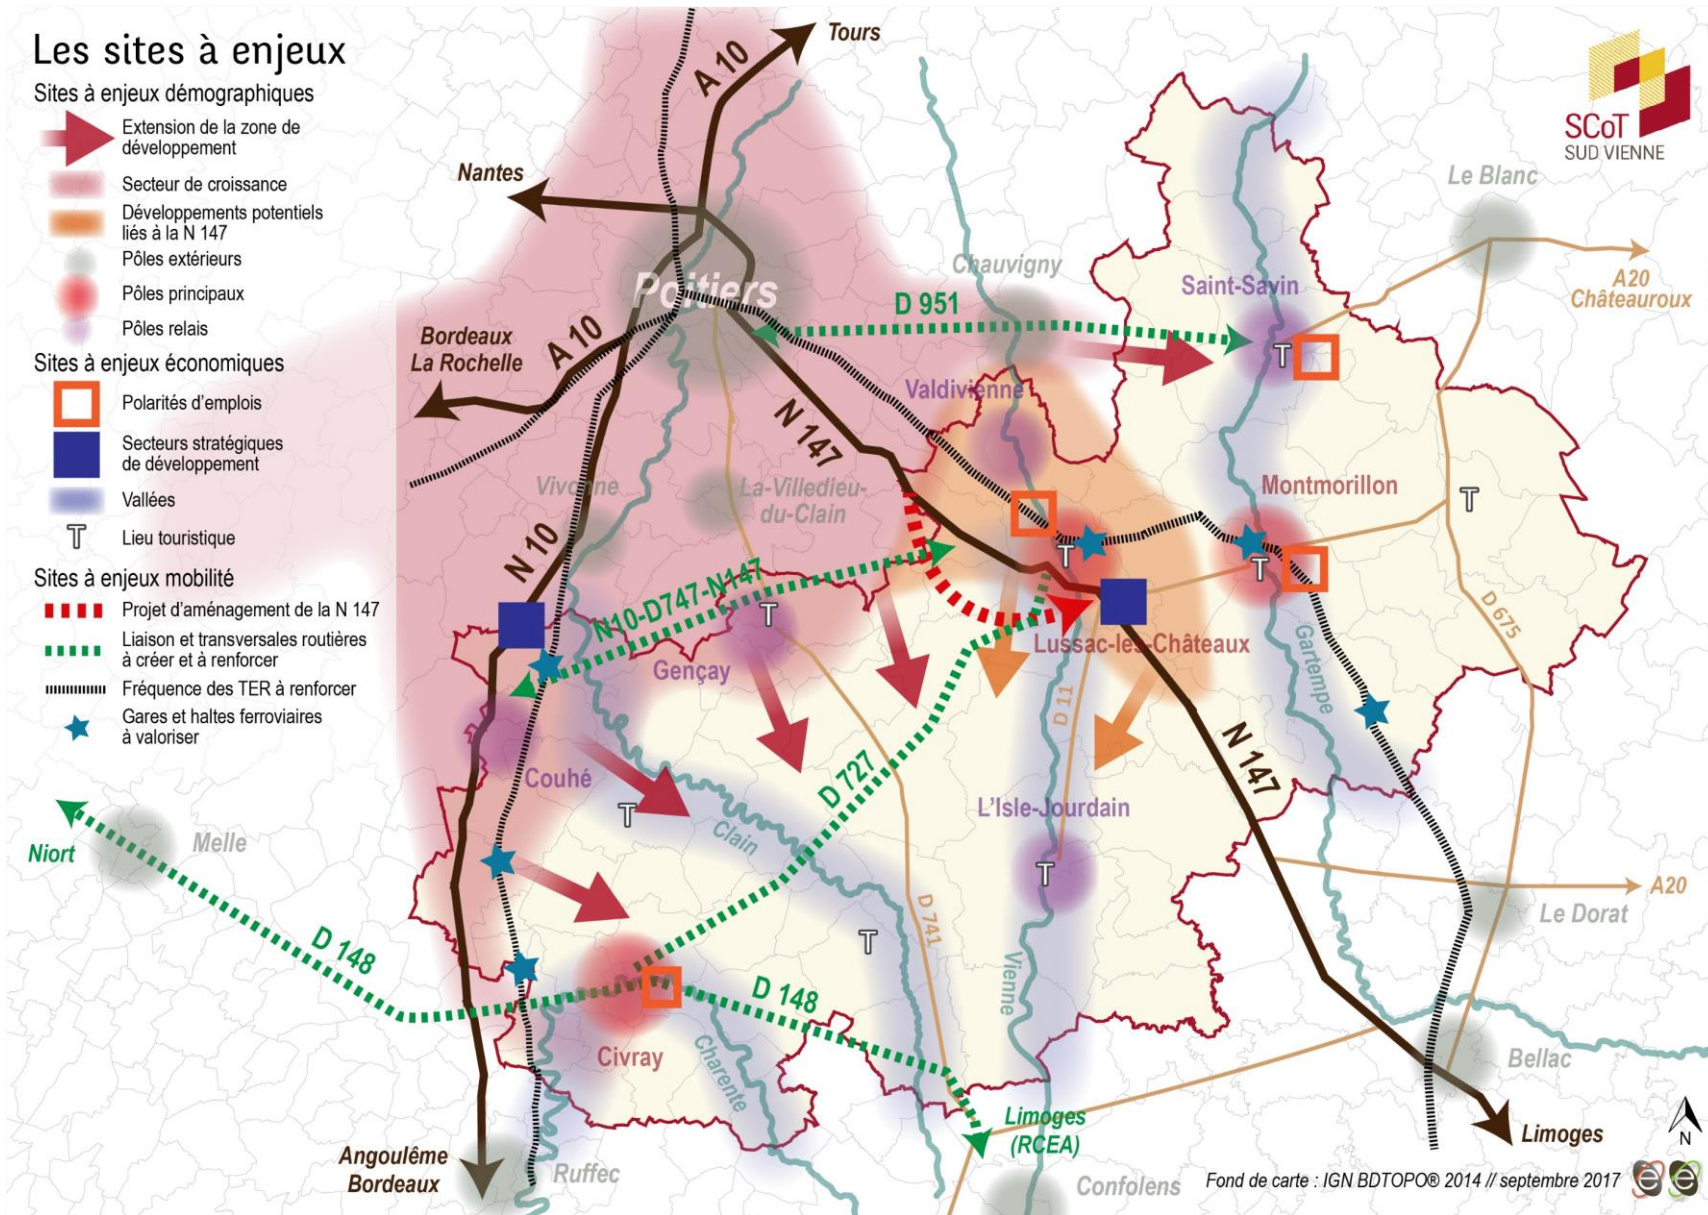 Les sites à enjeux
Sites à enjeux démographiques
Extension de la zone de
développement
Secteur de croissance
Développements potentiels
liés à la N 147
Pôles extérieurs
Pôles principaux
Pôles relais
Sites à enjeux économiques
Polarités d'emplois
Secteurs stratégiques
de développement
Vallées
T
Lieu touristique
Sites à enjeux mobilité
Projet d'aménagement de la N 147
Liaison et transversales routières
à créer et à renforcer
Fréquence des TER à renforcer
Gares et haltes ferroviaires
à valoriser
SCoT
SUD VIENNE
Tours
A 10
Nantes
Le Blanc
Chauvigny
Saint-Savin
A20
Châteauroux
Poitiers
D 951
Bordeaux
La Rochelle
A 10
T
Valdivienne
N 147
Vivonne
La-Villedieu-
du-Clain
Montmorillon
T
N 10
T
T
N10-D747-N147
T
Gençay
Lussac-les-Châteaux
Gartempe
D 675
D 11
Couhé
D 727
N 147
T
L'Isle-Jourdain
Clain
Melle
Niort
T
A20
Le Dorat
D 741
T
D 148
D 148
Vienne
Civray
Charente
Bellac
Limoges
(RCEA)
Limoges
N
Angoulême
Bordeaux
Ruffec
Confolens
Fond de carte : IGN BDTOPO® 2014 // septembre 2017
é é